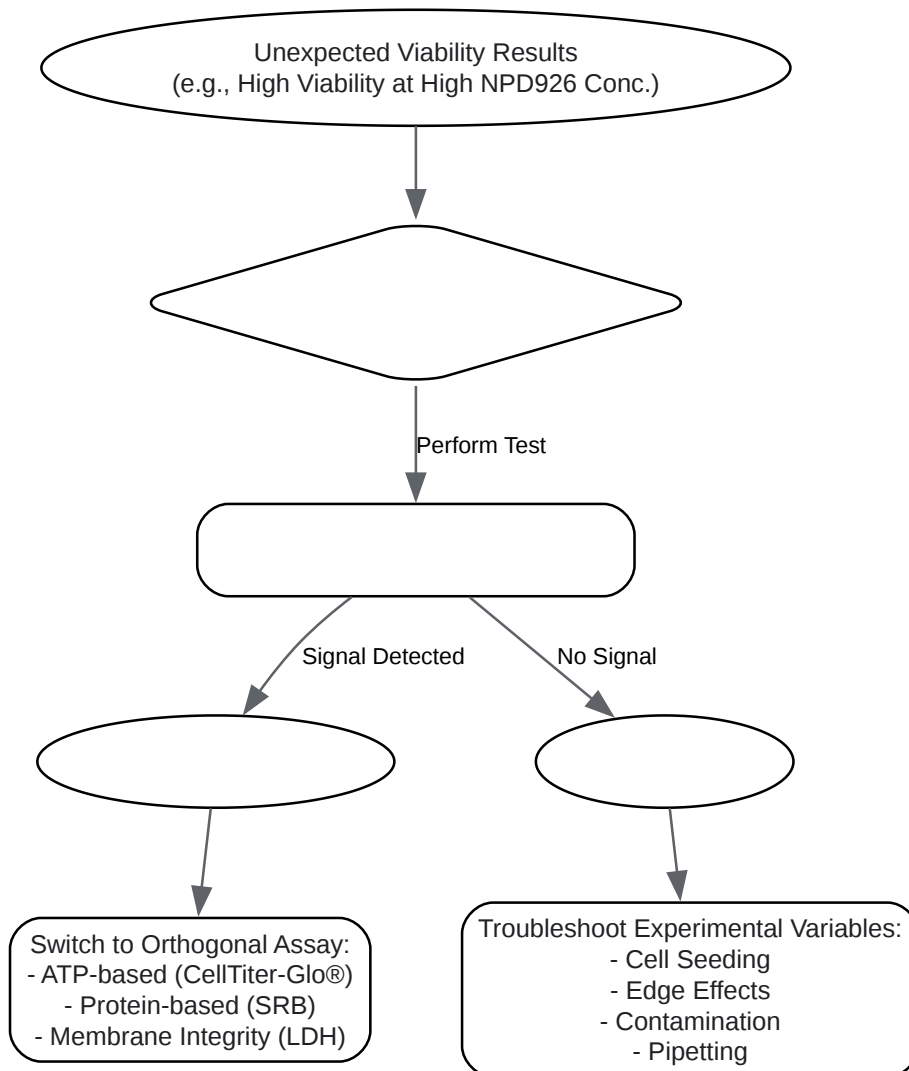 Unexpected Viability Results
(e.g., High Viability at High NPD926 Conc.)
Perform Test
Signal Detected
No Signal
Switch to Orthogonal Assay:
- ATP-based (CellTiter-Glo®)
- Protein-based (SRB)
- Membrane Integrity (LDH)
Troubleshoot Experimental Variables:
- Cell Seeding
- Edge Effects
- Contamination
- Pipetting